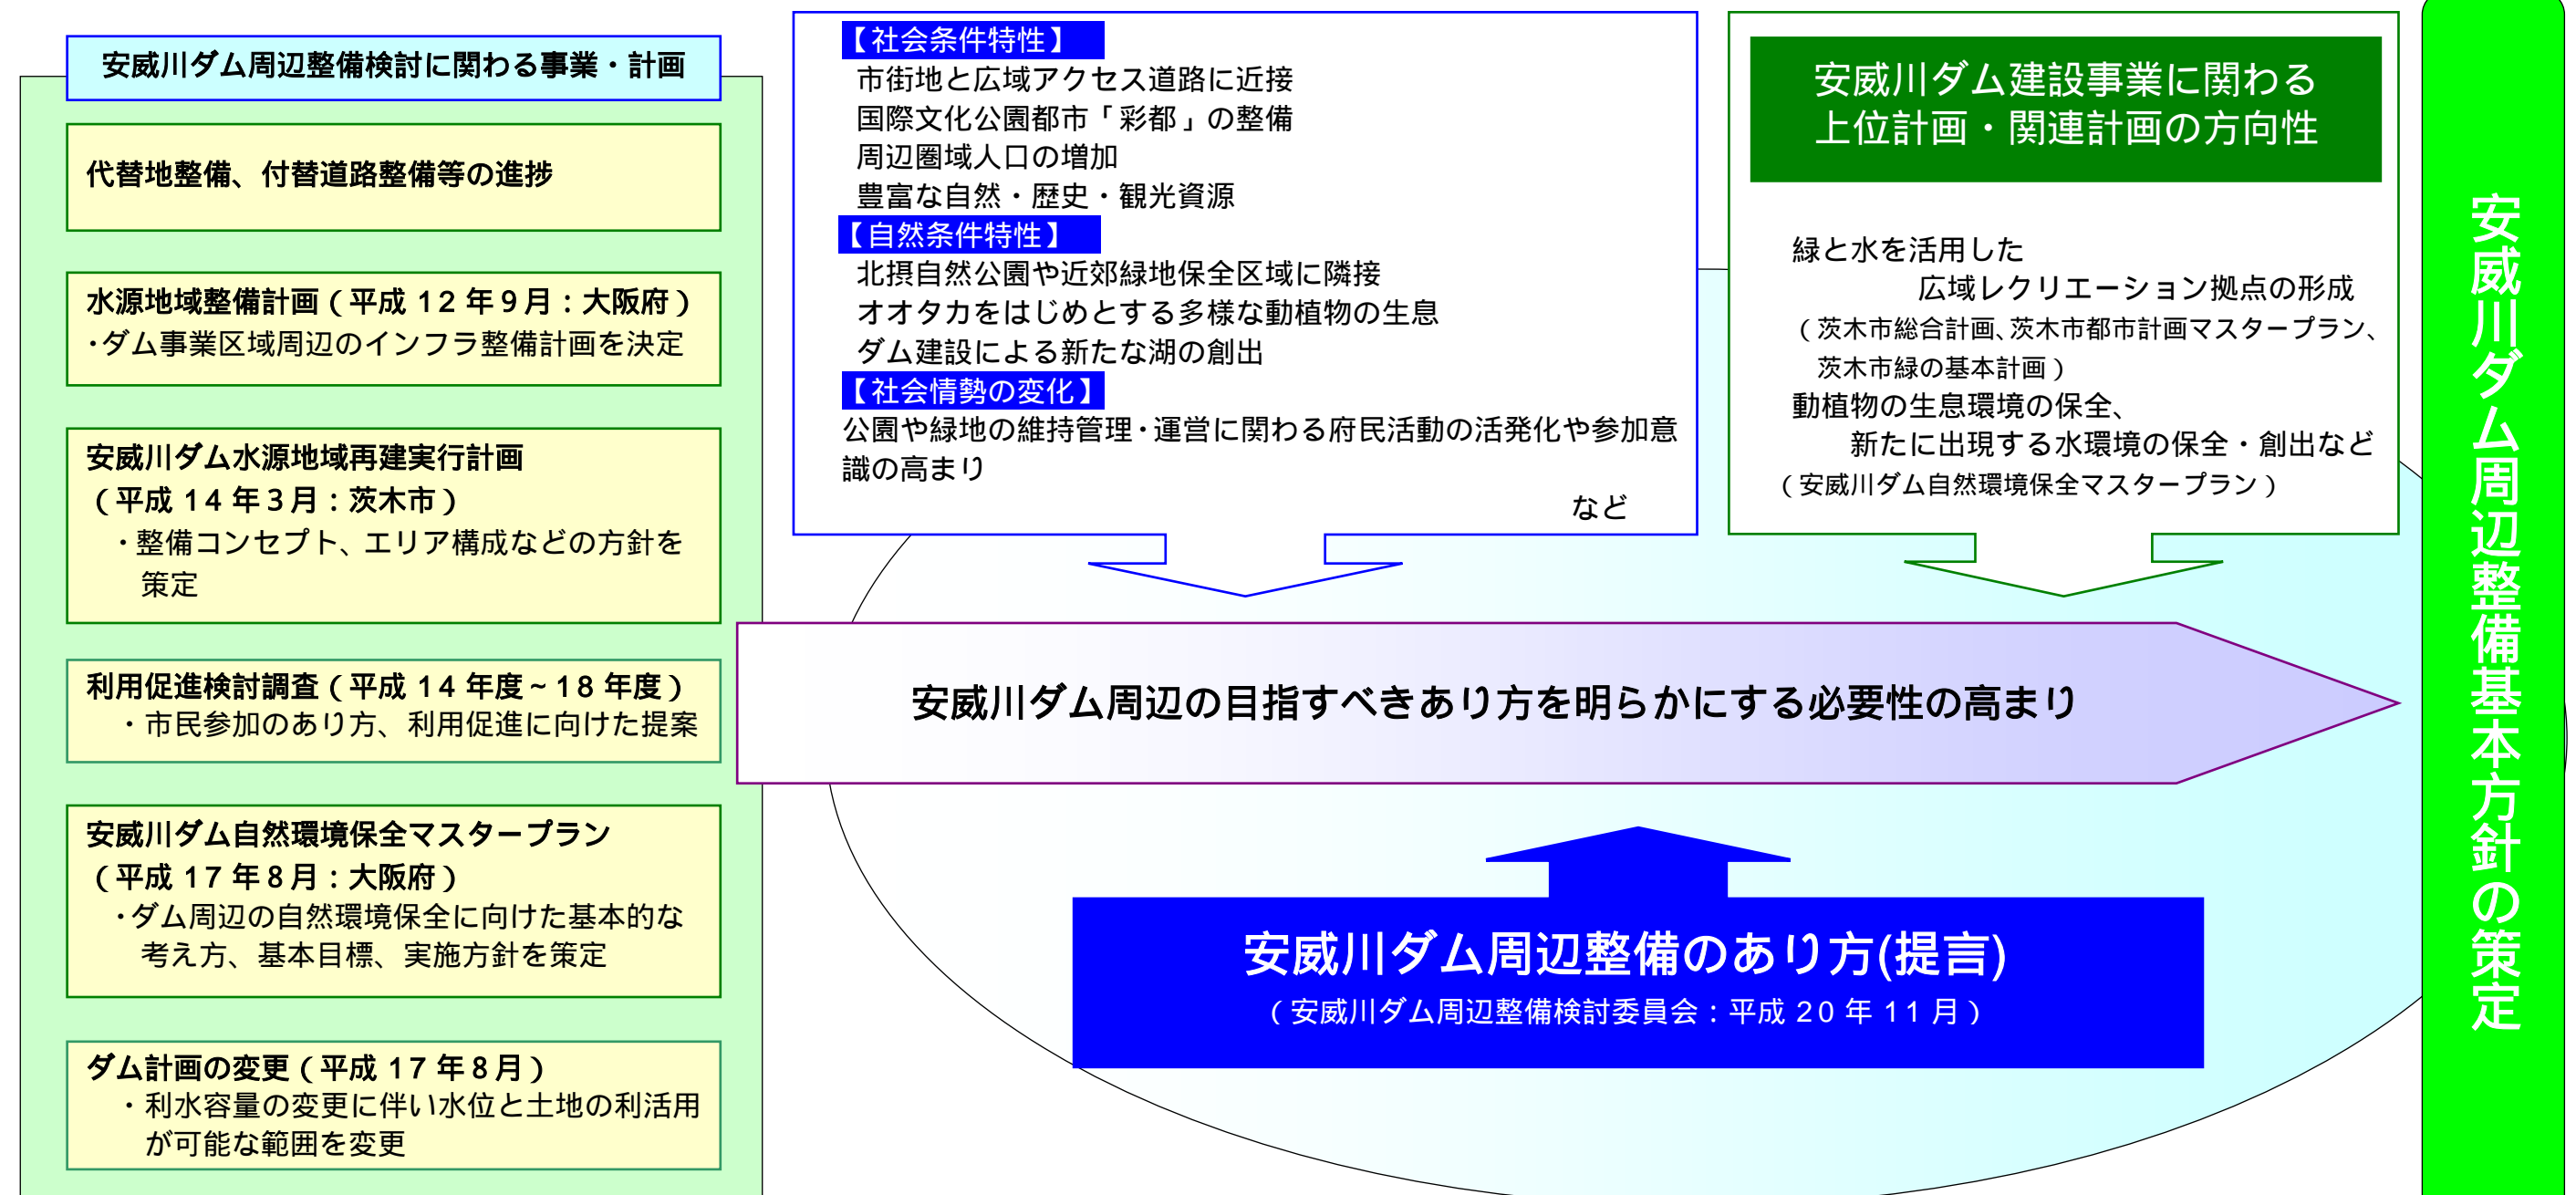 安威川ダム周辺整備検討に関わる事業・計画
代替地整備、付替道路整備等の進捗
水源地域整備計画（平成 12 年９月：大阪府）
・ダム事業区域周辺のインフラ整備計画を決定
安威川ダム水源地域再建実行計画
（平成 14 年３月：茨木市）
・整備コンセプト、エリア構成などの方針を
策定
利用促進検討調査（平成 14 年度～18 年度）
・市民参加のあり方、利用促進に向けた提案
安威川ダム自然環境保全マスタープラン
（平成 17 年８月：大阪府）
・ダム周辺の自然環境保全に向けた基本的な
考え方、基本目標、実施方針を策定
ダム計画の変更（平成 17 年８月）
・利水容量の変更に伴い水位と土地の利活用
が可能な範囲を変更
【社会条件特性】
市街地と広域アクセス道路に近接
国際文化公園都市「彩都」の整備
周辺圏域人口の増加
豊富な自然・歴史・観光資源
【自然条件特性】
北摂自然公園や近郊緑地保全区域に隣接
オオタカをはじめとする多様な動植物の生息
ダム建設による新たな湖の創出
【社会情勢の変化】
公園や緑地の維持管理・運営に関わる府民活動の活発化や参加意
識の高まり
など
安威川ダム建設事業に関わる
上位計画・関連計画の方向性
緑と水を活用した
広域レクリエーション拠点の形成
（茨木市総合計画、茨木市都市計画マスタープラン、
茨木市緑の基本計画）
動植物の生息環境の保全、
新たに出現する水環境の保全・創出など
（安威川ダム自然環境保全マスタープラン）
安威川ダム周辺の目指すべきあり方を明らかにする必要性の高まり
安威川ダム周辺整備のあり方(提言)
（安威川ダム周辺整備検討委員会：平成 20 年 11 月）
安威川ダム周辺整備基本方針の策定